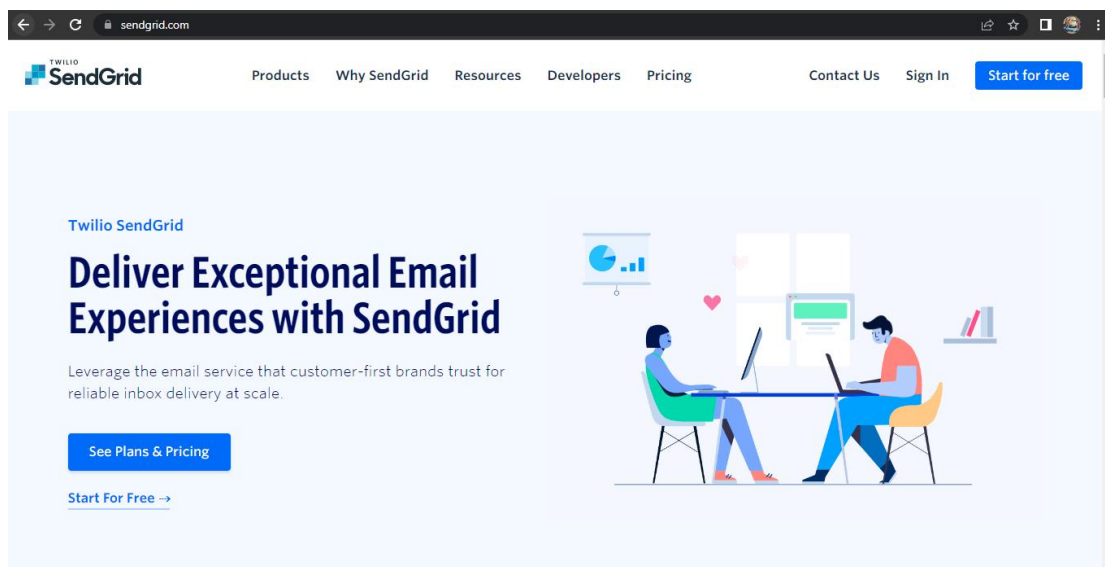 sendgrid.com
TWILIO
SendGrid
Products Why SendGrid Resources Developers Pricing Contact Us Sign In Start for free
Twilio SendGrid
Deliver Exceptional Email
Experiences with SendGrid
Leverage the email service that customer-first brands trust for
reliable inbox delivery at scale.
See Plans & Pricing
Start For Free →